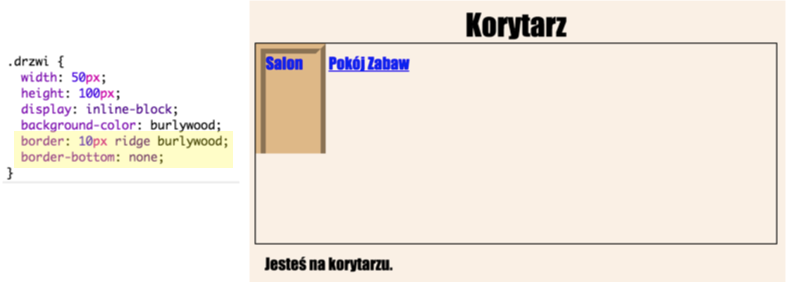 .drzwi {
width: 50px;
height: 100px;
display: inline-block;
background-color: burlywood;
border: 10px ridge burlywood;
border-bottom: none;
}
Korytarz
Salon Pokój Zabaw
Jesteś na korytarzu.